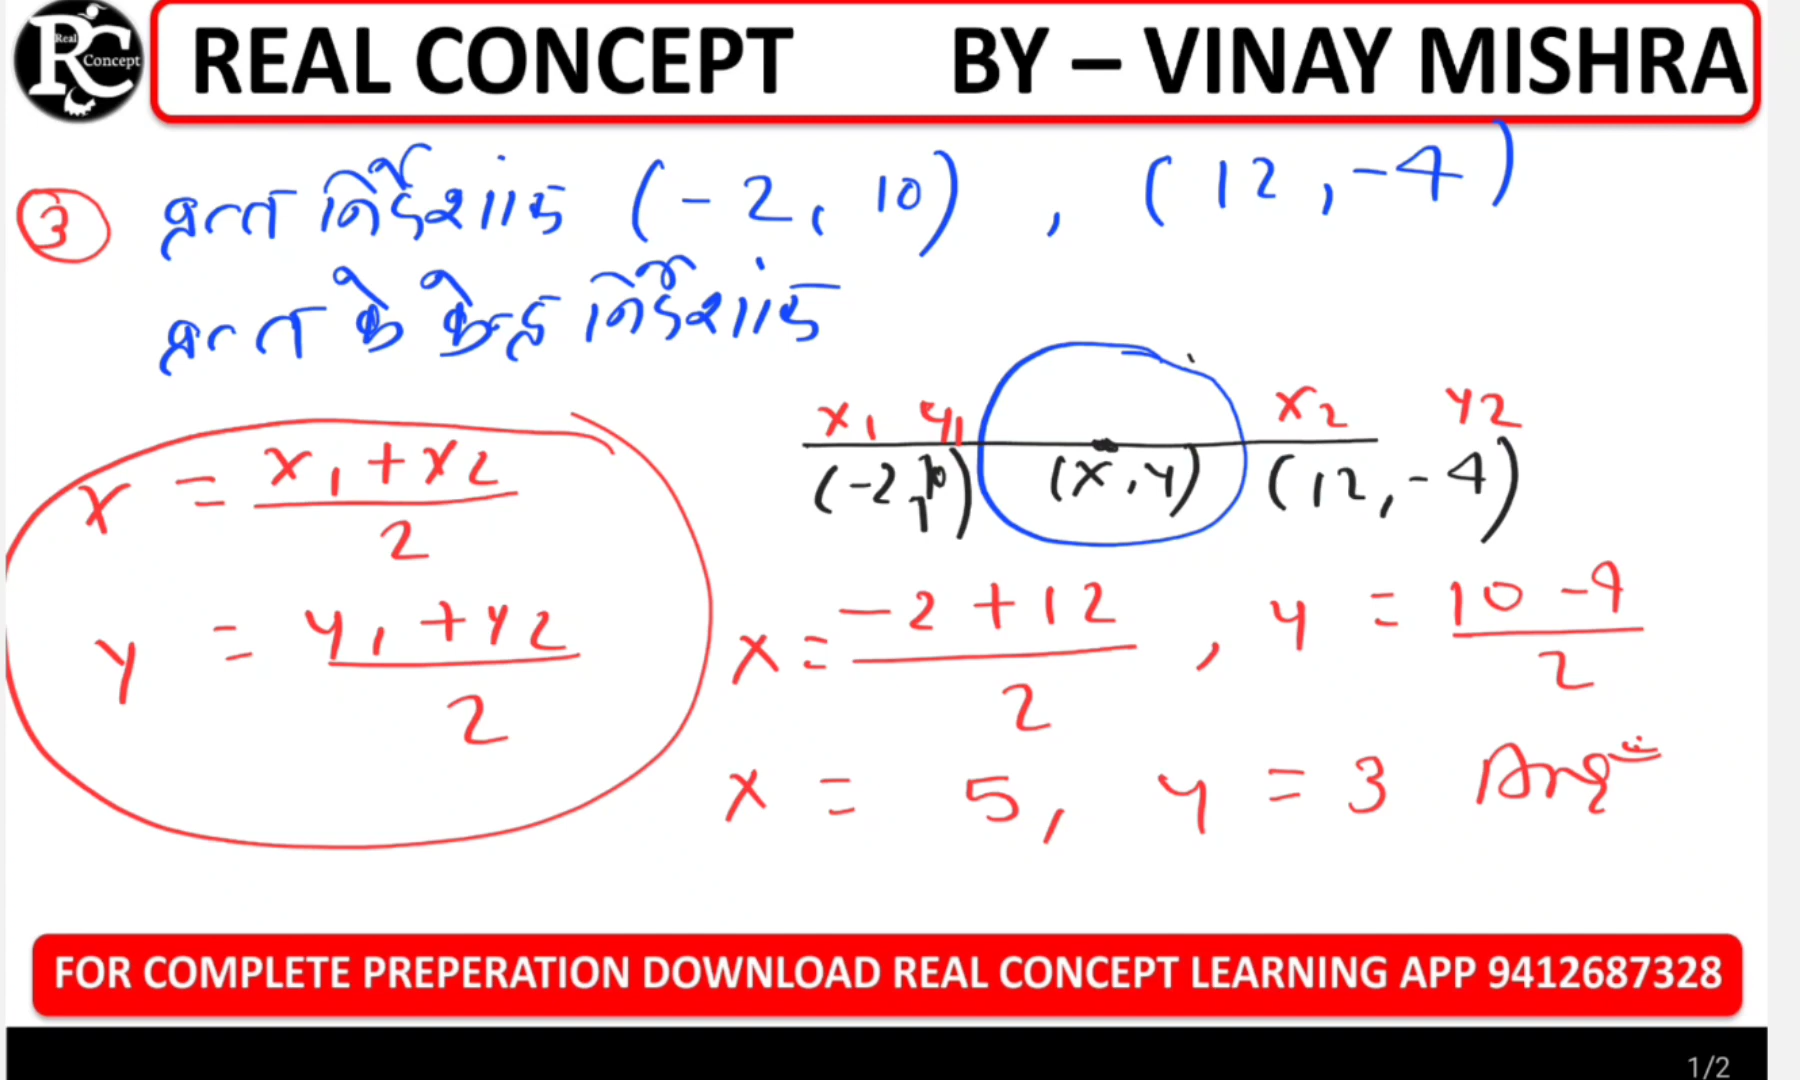 Real
Concept
REAL CONCEPT BY – VINAY MISHRA
③ वृत्त निर्देशांक (-2, 10) , (12, -4)
वृत्त के केन्द्र निर्देशांक
x₁ y₁ x₂ y₂
(-2, 10) (x, y) (12, -4)
x = x₁ + x₂ / 2
y = y₁ + y₂ / 2
x = -2 + 12 / 2 , y = 10 - 4 / 2
x = 5, y = 3 Ans
FOR COMPLETE PREPERATION DOWNLOAD REAL CONCEPT LEARNING APP 9412687328
1/2